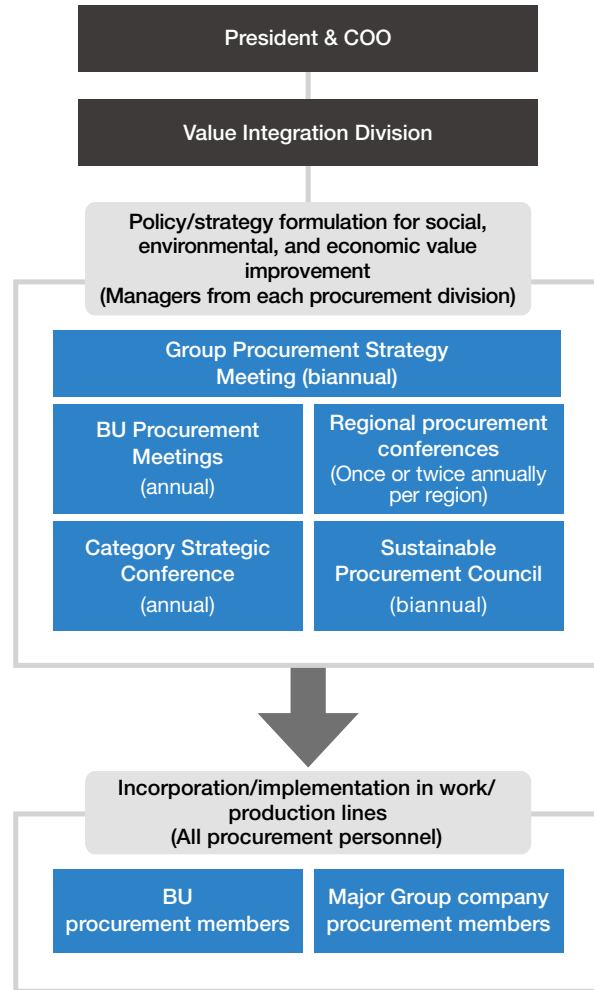 President & COO
Value Integration Division
Policy/strategy formulation for social,
environmental, and economic value
improvement
(Managers from each procurement division)
Group Procurement Strategy
Meeting (biannual)
BU Procurement
Meetings
(annual)
Regional procurement
conferences
(Once or twice annually
per region)
Category Strategic
Conference
(annual)
Sustainable
Procurement Council
(biannual)
Incorporation/implementation in work/
production lines
(All procurement personnel)
BU
procurement members
Major Group company
procurement members